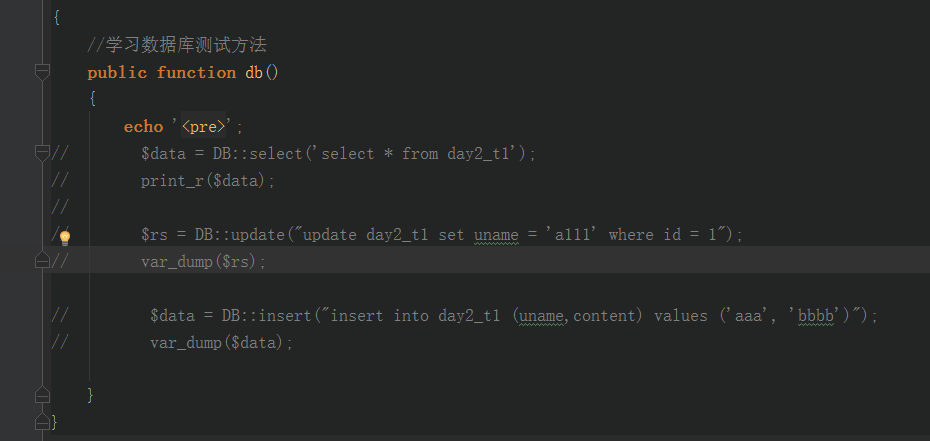 {
    //学习数据库测试方法
    public function db()
    {
        echo '<pre>';
//        $data = DB::select('select * from day2_t1');
//        print_r($data);
//
//        $rs = DB::update("update day2_t1 set uname = 'a111' where id = 1");
//        var_dump($rs);

//         $data = DB::insert("insert into day2_t1 (uname,content) values ('aaa', 'bbbb')");
//         var_dump($data);

    }
}